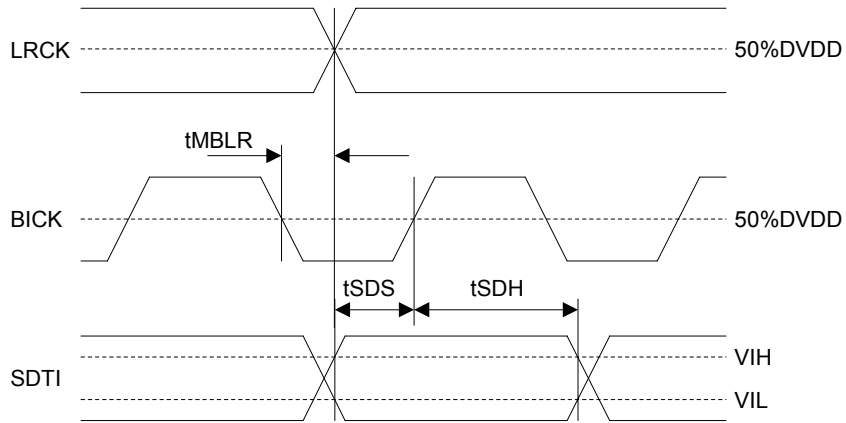 LRCK
50%DVDD
tMBLR
BICK
50%DVDD
tSDS
tSDH
SDTI
VIH
VIL